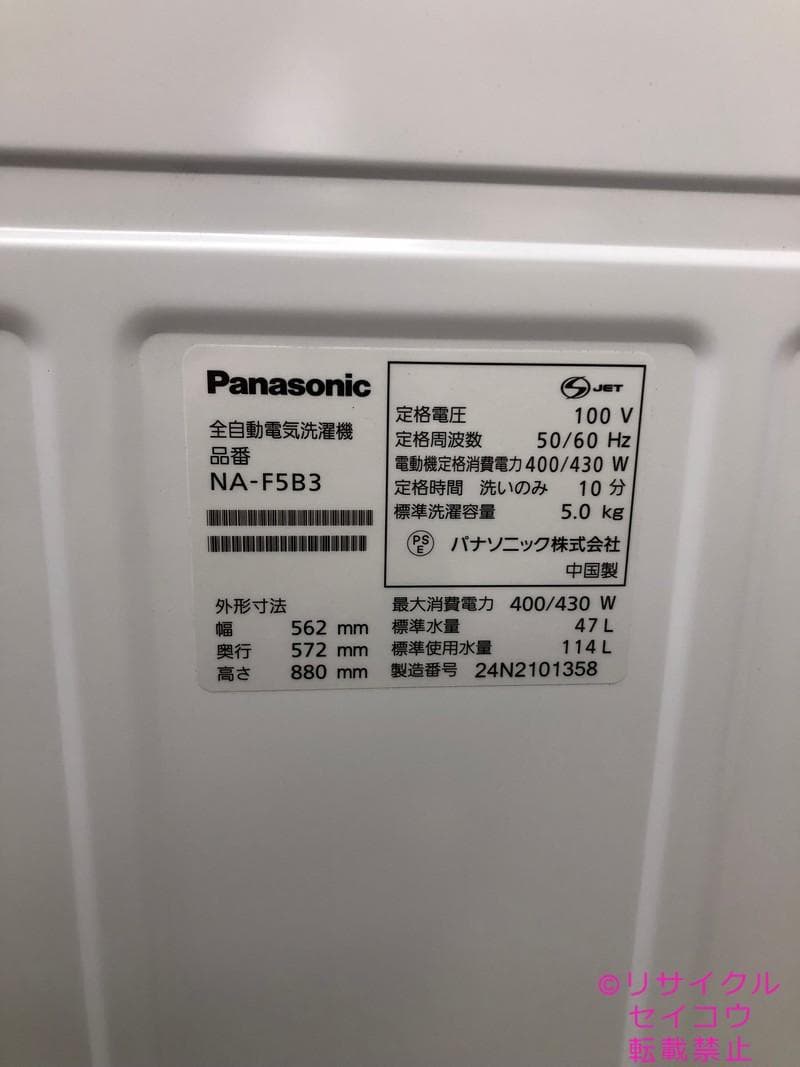 Panasonic
全自動電気洗濯機
品番
NA-F5B3
外形寸法
幅 562 mm
奥行 572 mm
高さ 880 mm
S JET
定格電圧 100 V
定格周波数 50/60 Hz
電動機定格消費電力 400/430 W
定格時間 洗いのみ 10 分
標準洗濯容量 5.0 kg
PS E パナソニック株式会社
中国製
最大消費電力 400/430 W
標準水量 47 L
標準使用水量 114 L
製造番号 24N2101358
©リサイクル
セイコウ
転載禁止